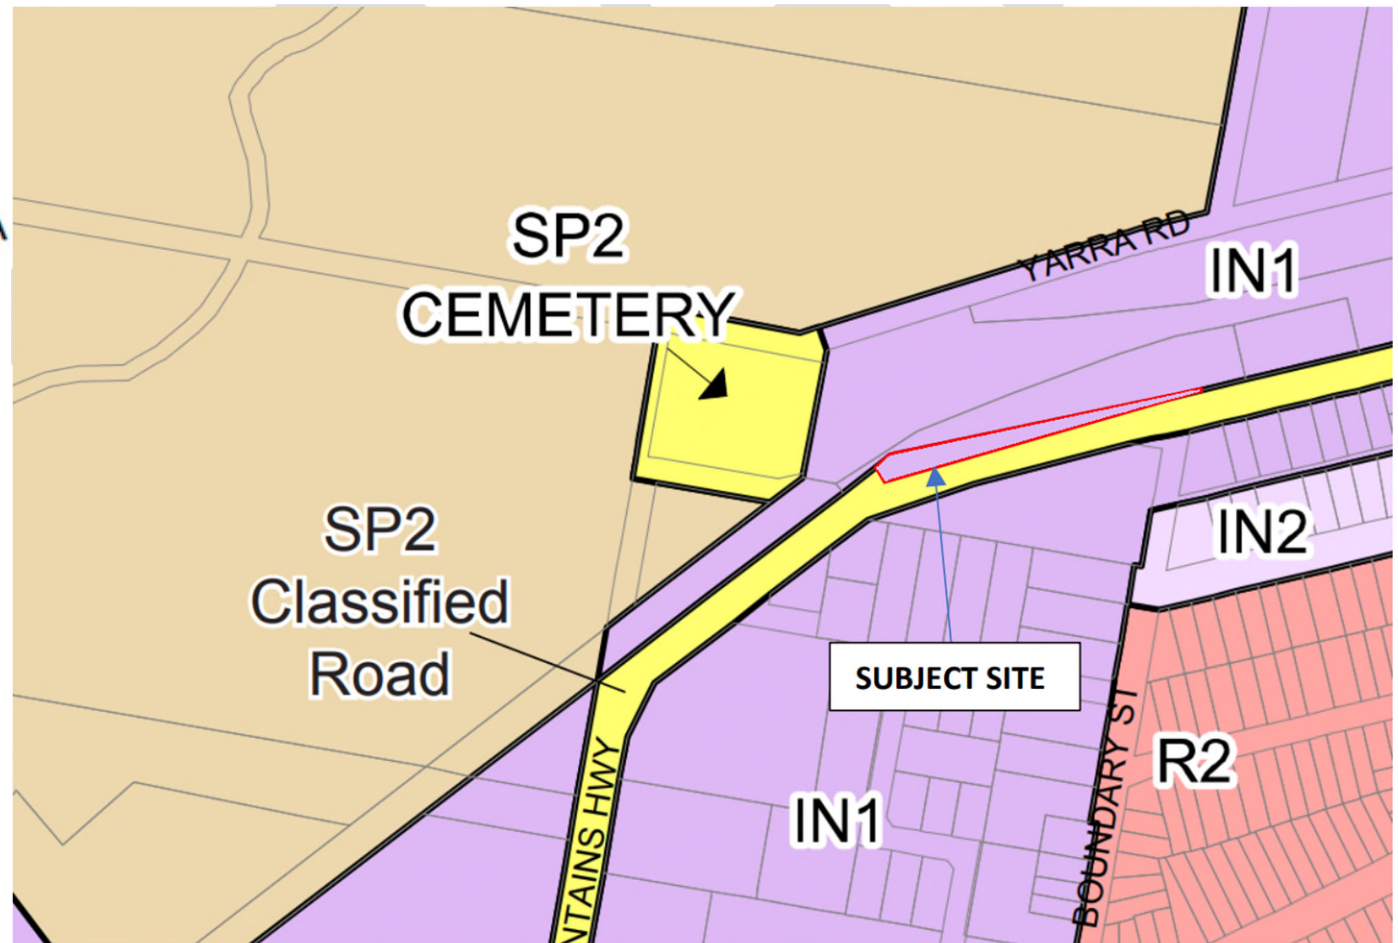 SP2
CEMETERY
YARRA RD
IN1
SP2
Classified
Road
IN2
SUBJECT SITE
R2
IN1
NTAINS HWY
BOUNDARY ST